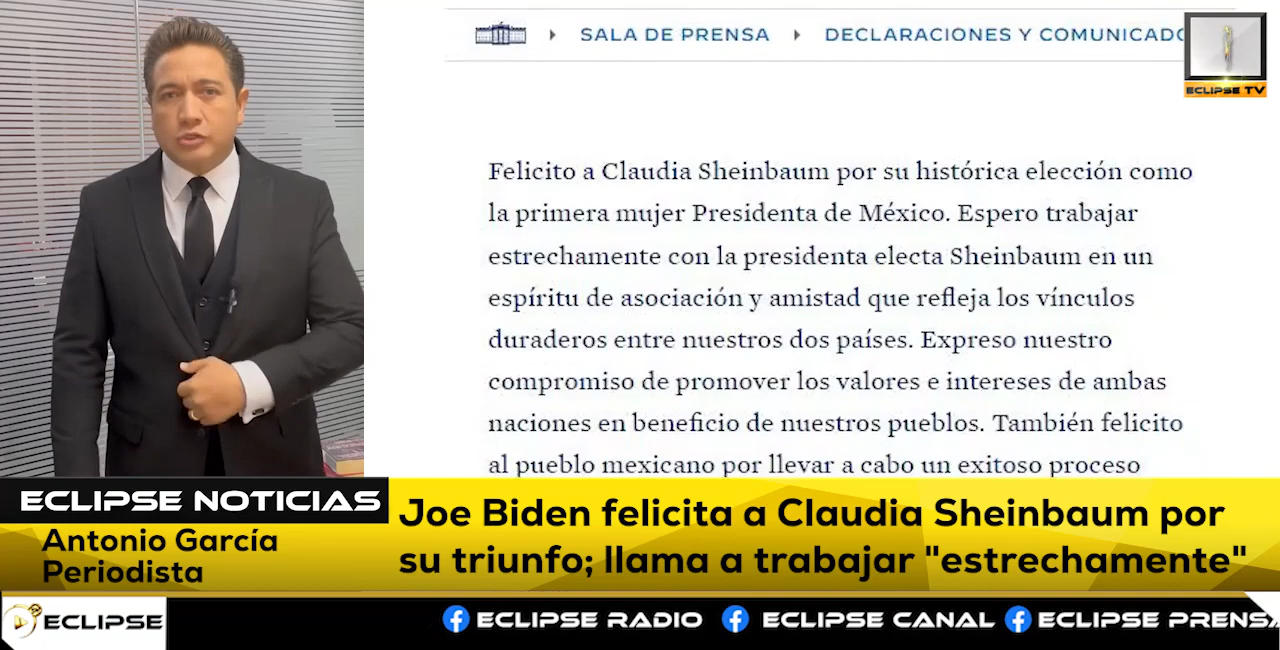 SALA DE PRENSA
DECLARACIONES Y COMUNICADO
ECLIPSE TV
Felicito a Claudia Sheinbaum por su histórica elección como
la primera mujer Presidenta de México. Espero trabajar
estrechamente con la presidenta electa Sheinbaum en un
espíritu de asociación y amistad que refleja los vínculos
duraderos entre nuestros dos países. Expreso nuestro
compromiso de promover los valores e intereses de ambas
naciones en beneficio de nuestros pueblos. También felicito
al pueblo mexicano por llevar a cabo un exitoso proceso
ECLIPSE NOTICIAS
Antonio García
Periodista
Joe Biden felicita a Claudia Sheinbaum por
su triunfo; llama a trabajar "estrechamente"
ECLIPSE
ECLIPSE RADIO
ECLIPSE CANAL
ECLIPSE PRENSA